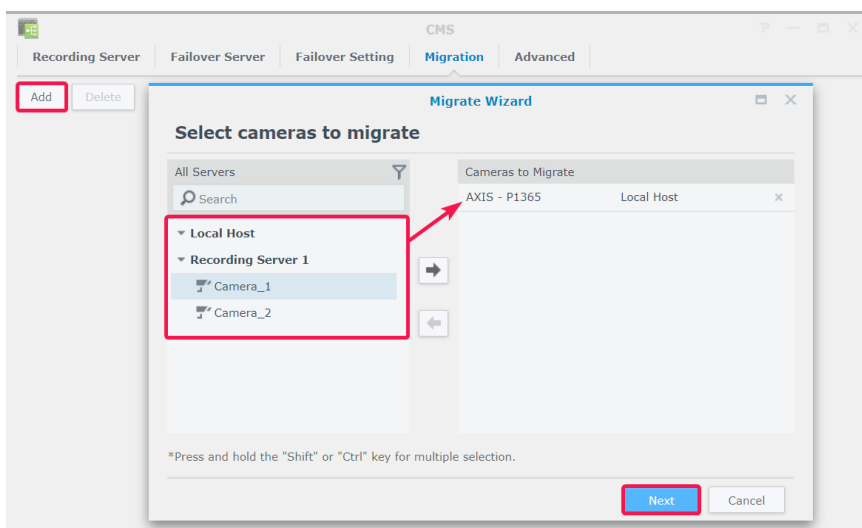 CMS
Recording Server Failover Server Failover Setting Migration Advanced
Add Delete
Migrate Wizard
Select cameras to migrate
All Servers
Search
Local Host
Recording Server 1
Camera_1
Camera_2
Cameras to Migrate
AXIS - P1365 Local Host
*Press and hold the "Shift" or "Ctrl" key for multiple selection.
Next Cancel